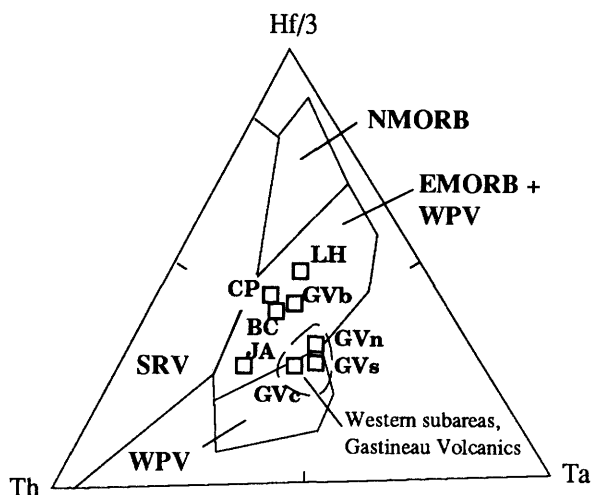 Hf/3
NMORB
EMORB +
WPV
LH
CP
GVb
BC
JA
GVn
SRV
GVs
GVc
Western subareas,
Gastineau Volcanics
WPV
Th
Ta